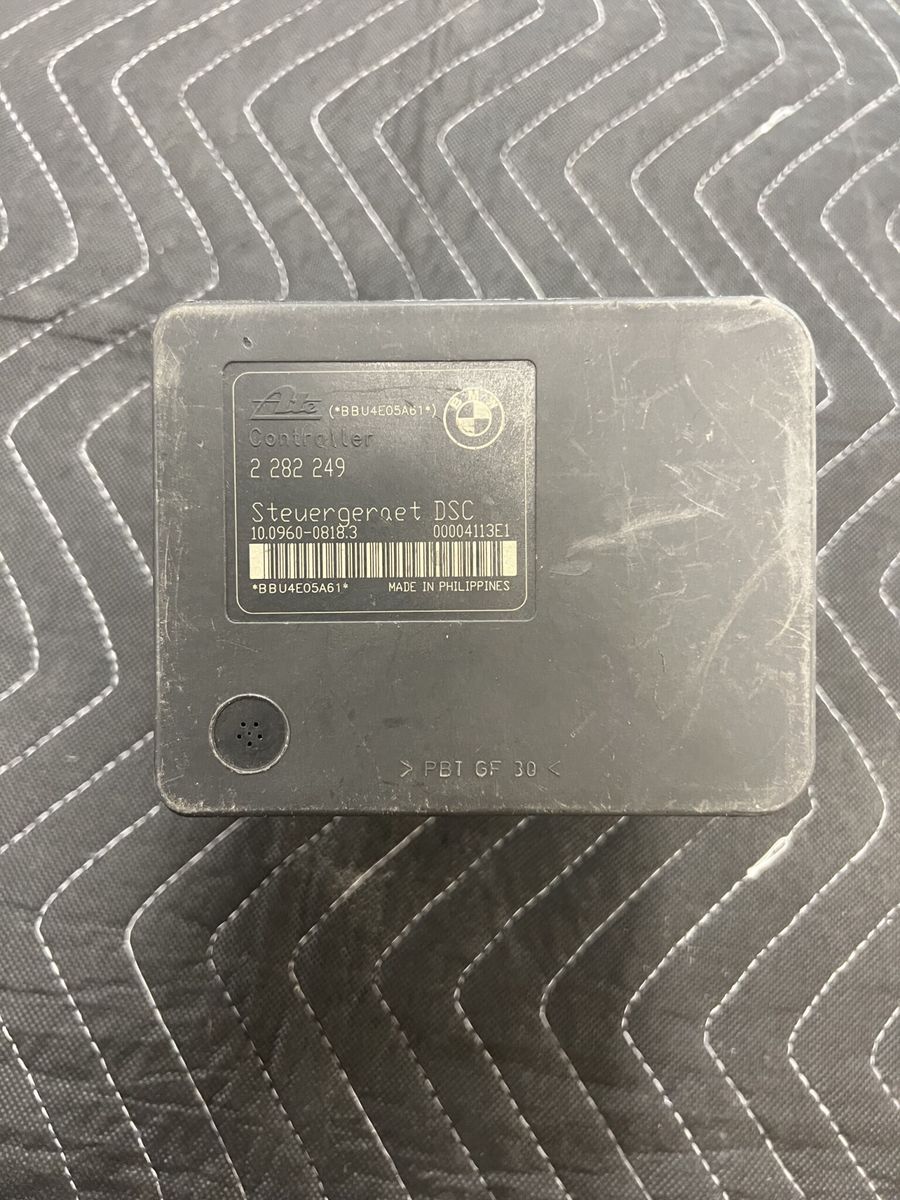 Ate (*BBU4E05A61*) BMW
Controller
2 282 249
Steuergeraet DSC
10.0960-0818.3 00004113E1
*BBU4E05A61* MADE IN PHILIPPINES
> PBT GF 30 <